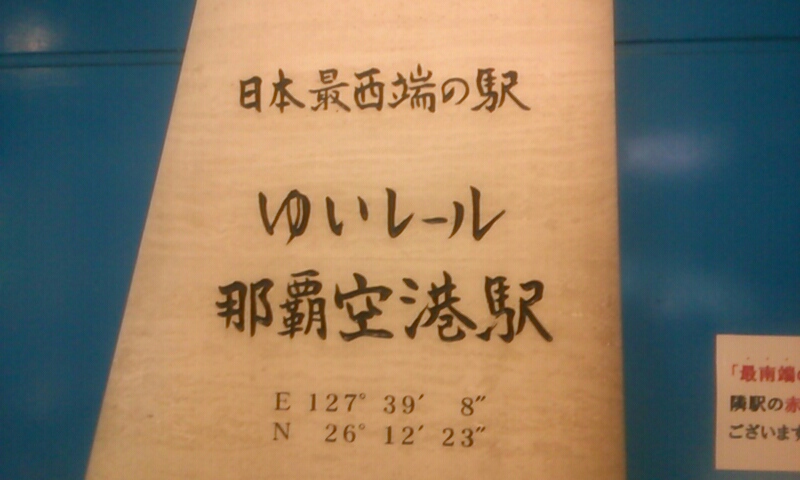 日本最西端の駅
ゆいレール
那覇空港駅
E 127° 39′ 8″
N 26° 12′ 23″
「最南端の
隣駅の赤
ございます